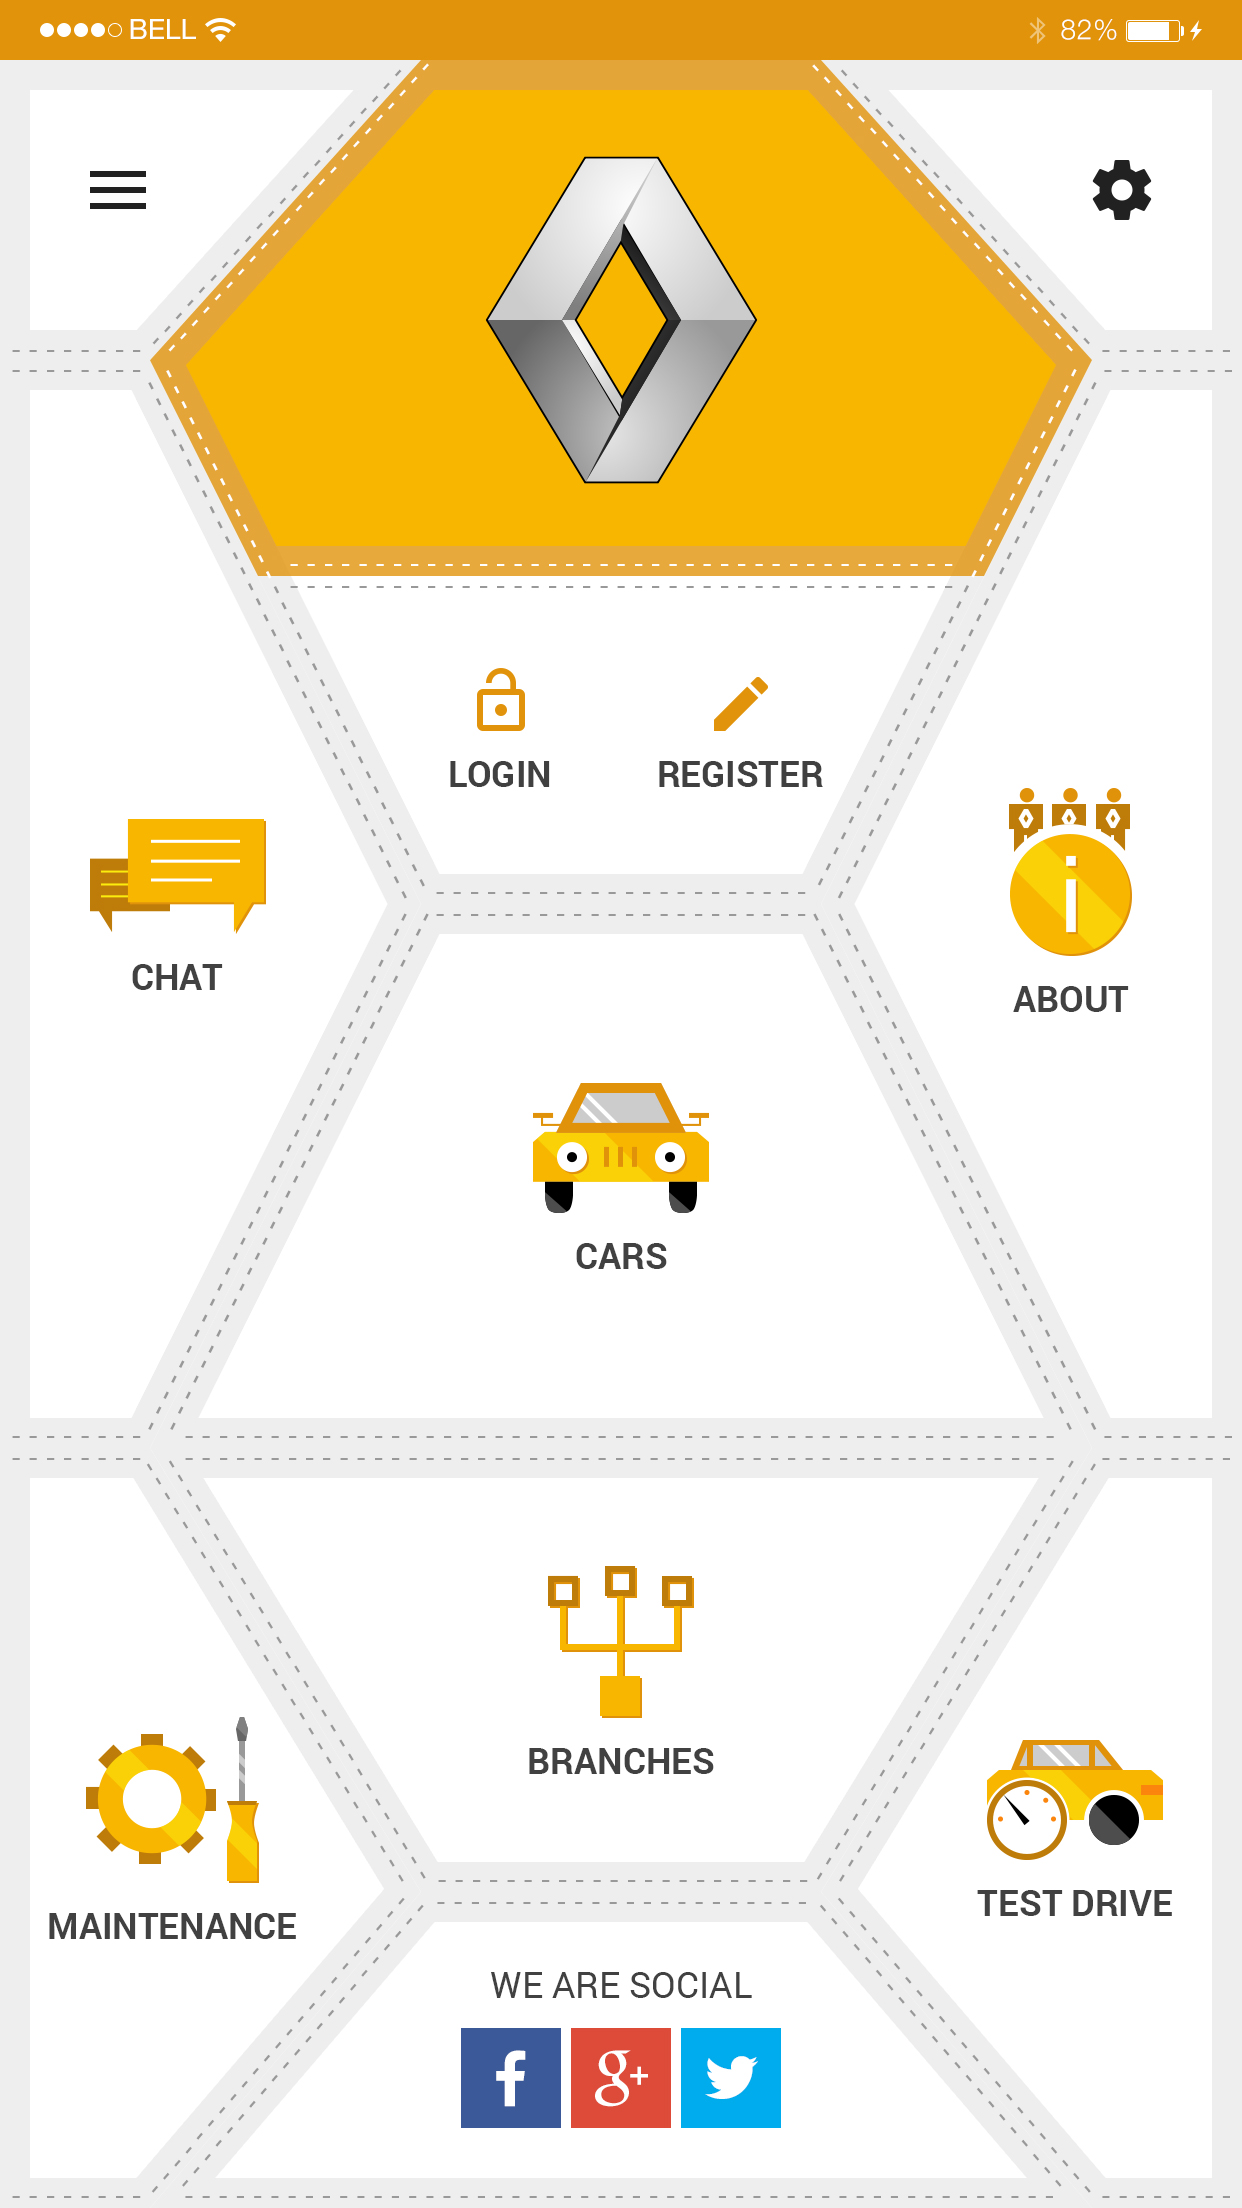 BELL 82%
LOGIN REGISTER
CHAT
ABOUT
CARS
BRANCHES
TEST DRIVE
MAINTENANCE
WE ARE SOCIAL
f g+